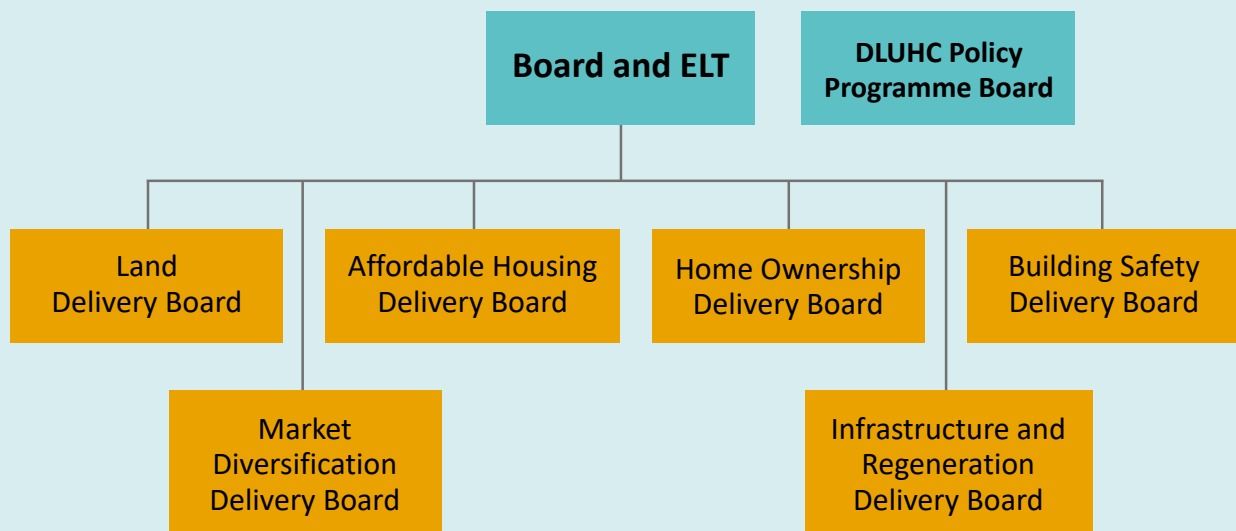 Board and ELT
DLUHC Policy
Programme Board
Land
Delivery Board
Affordable Housing
Delivery Board
Home Ownership
Delivery Board
Building Safety
Delivery Board
Market
Diversification
Delivery Board
Infrastructure and
Regeneration
Delivery Board